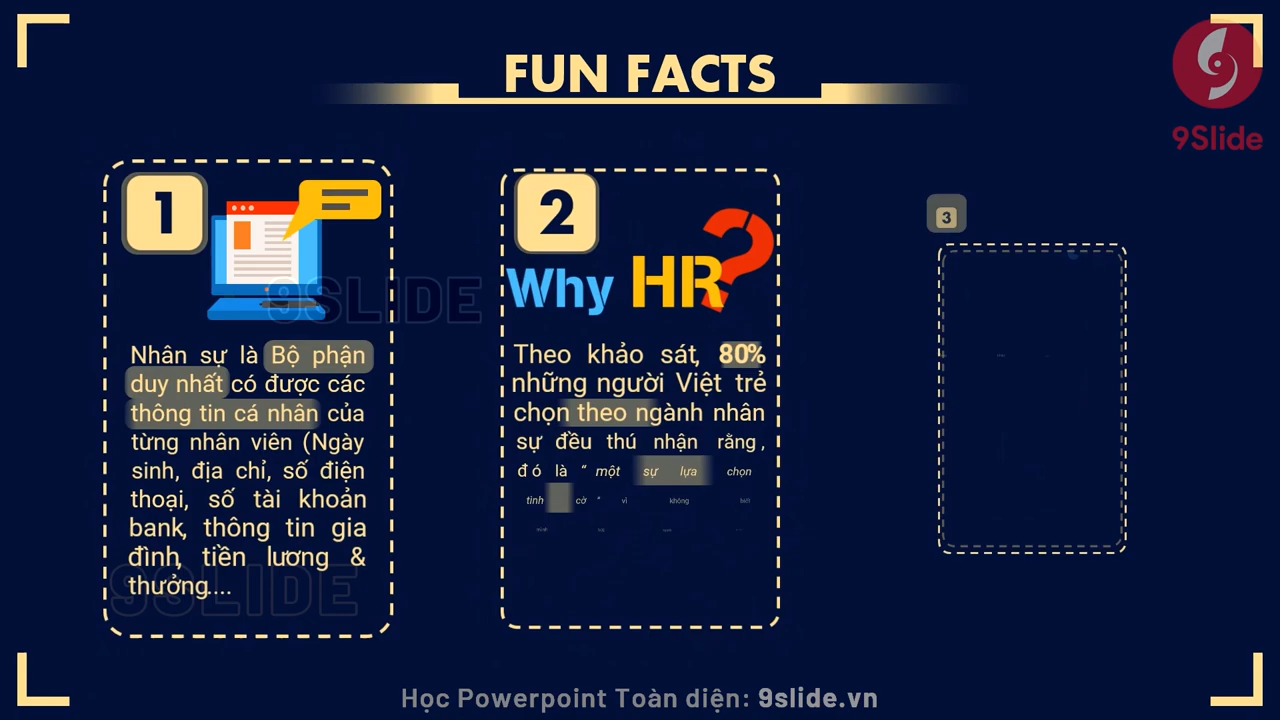 FUN FACTS
9Slide
1
Nhân sự là Bộ phận
duy nhất có được các
thông tin cá nhân của
từng nhân viên (Ngày
sinh, địa chỉ, số điện
thoại, số tài khoản
bank, thông tin gia
đình, tiền lương &
thưởng....
9SLIDE
9SLIDE
2
Why HR?
Theo khảo sát, 80%
những người Việt trẻ
chọn theo ngành nhân
sự đều thú nhận rằng,
đó là “ một sự lựa chọn
tình cờ " vì không
3
Học Powerpoint Toàn diện: 9slide.vn